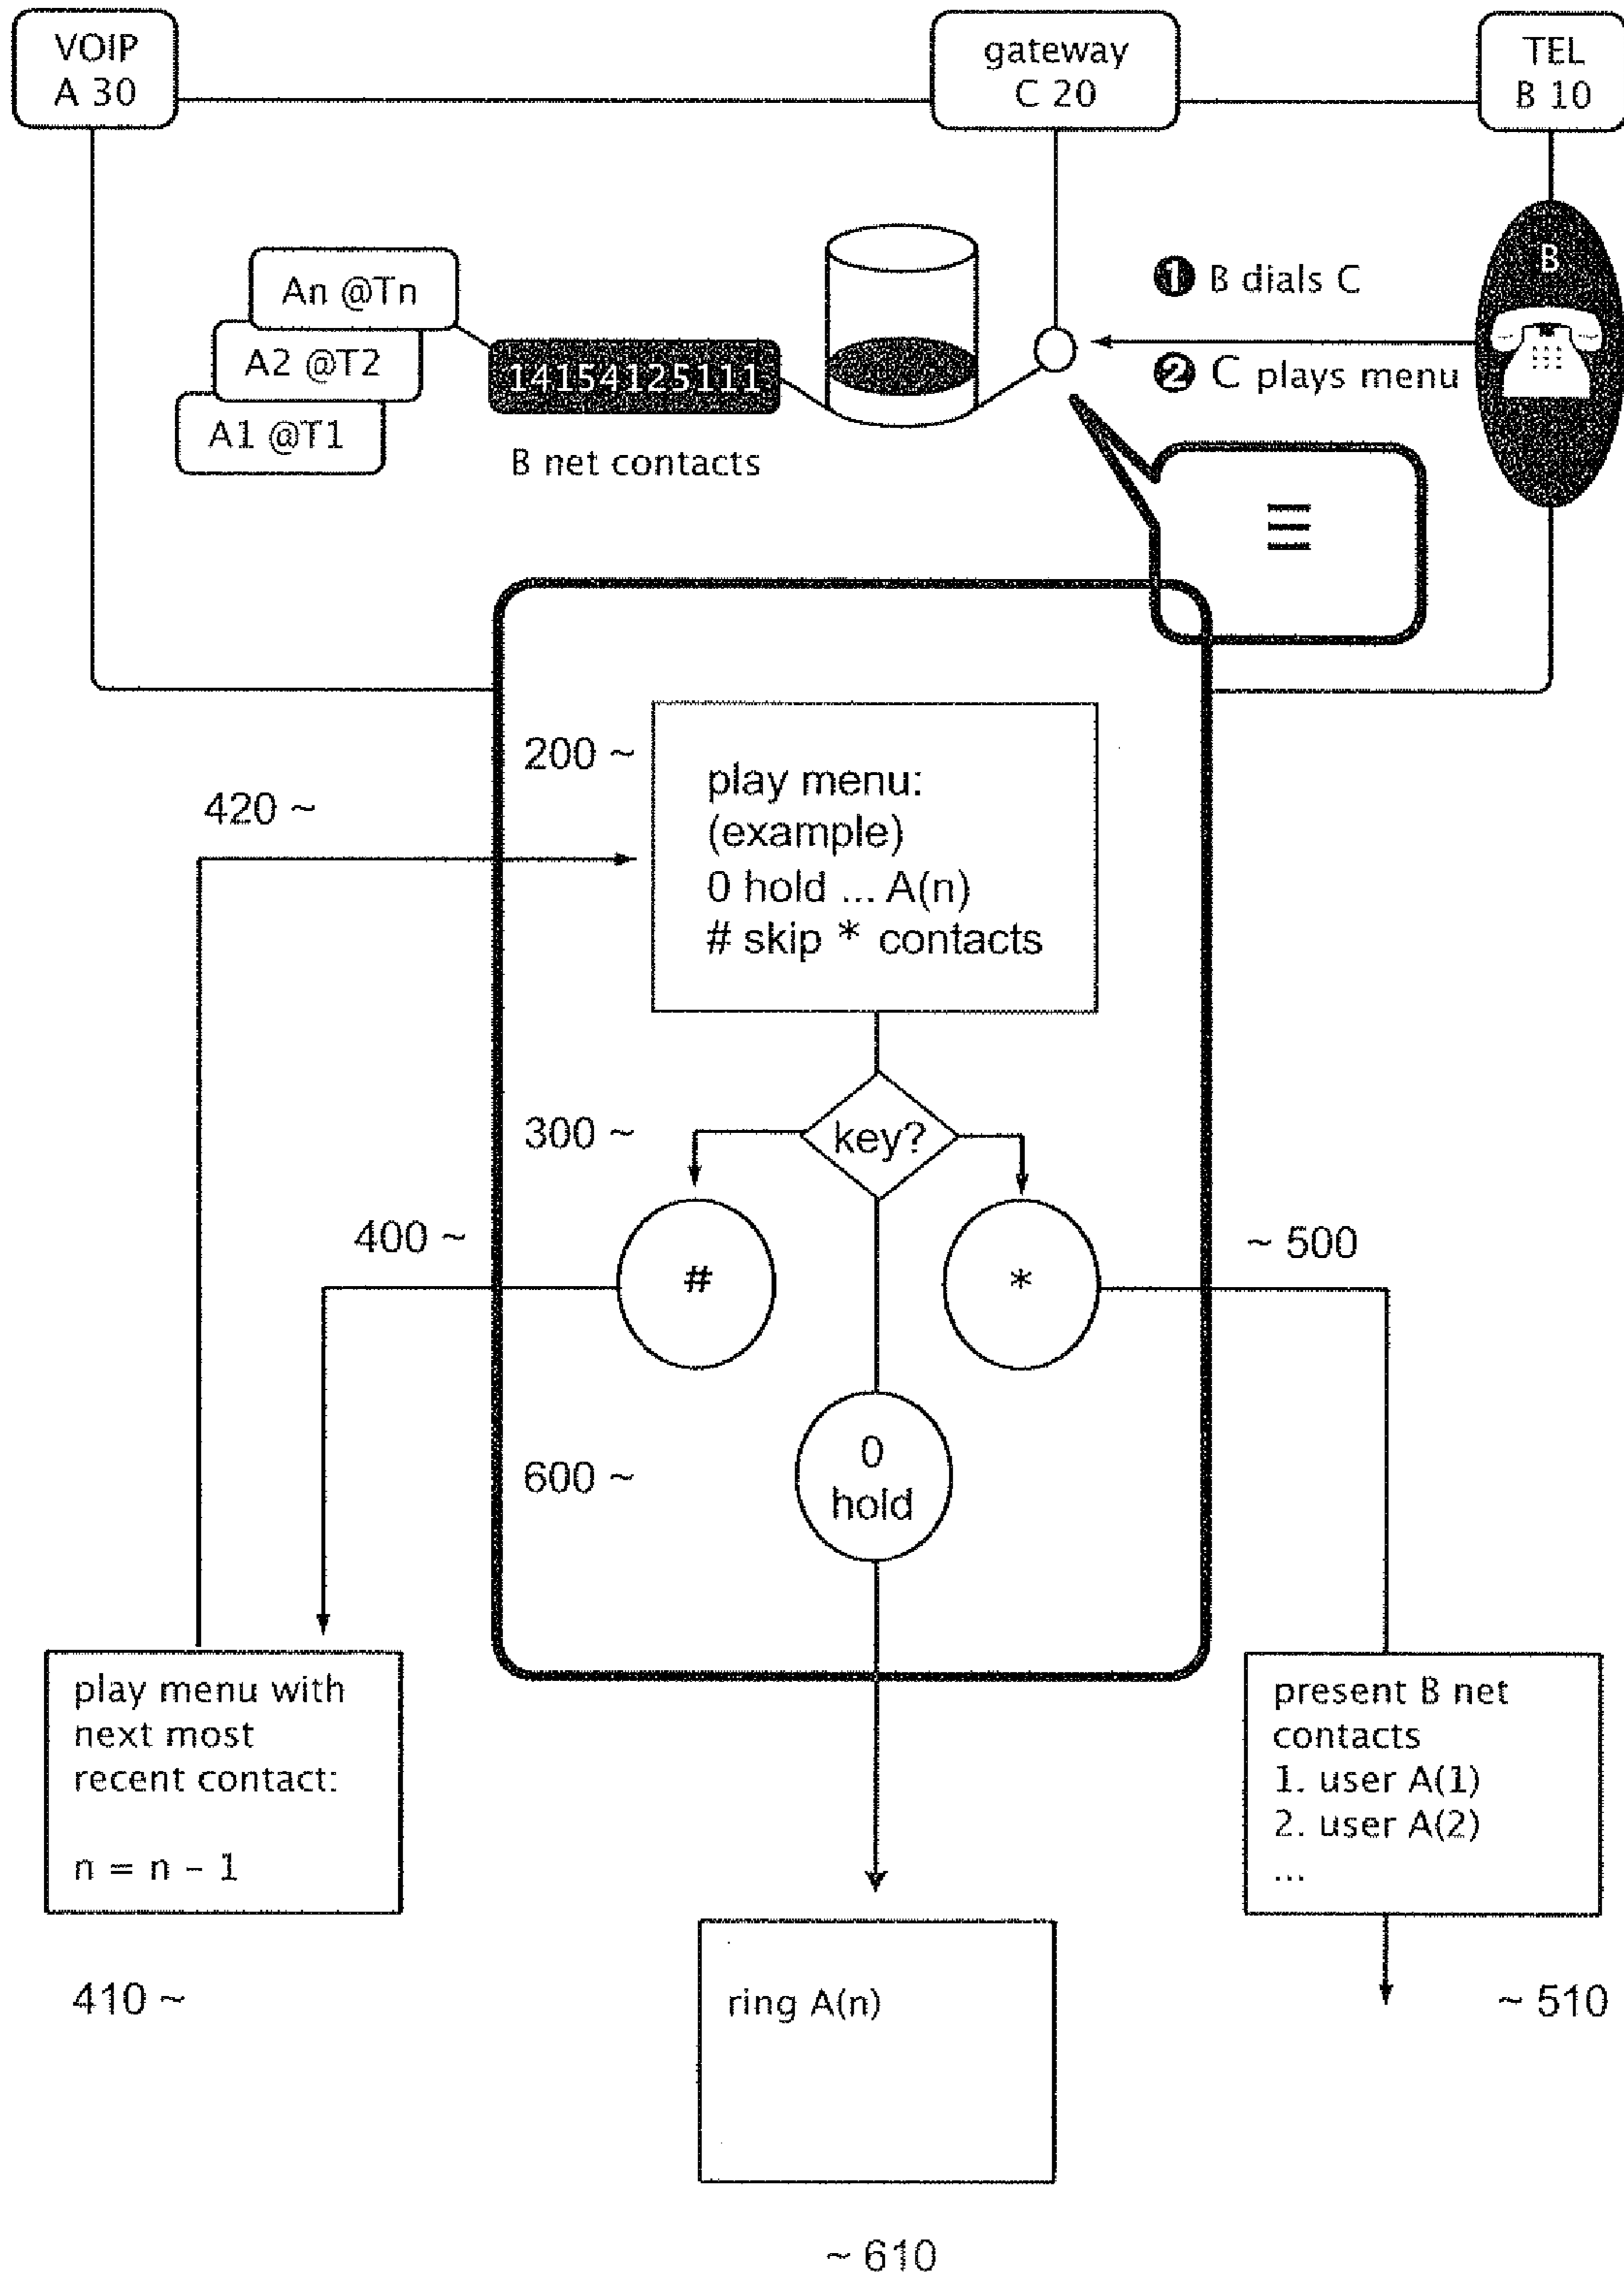 VOIP
A 30
gateway
C 20
TEL
B 10
B
❶ B dials C
❷ C plays menu
An @Tn
A2 @T2
A1 @T1
14154125111
B net contacts
200 ~
play menu:
(example)
0 hold ... A(n)
# skip * contacts
420 ~
300 ~
key?
400 ~
#
*
~ 500
600 ~
0
hold
play menu with
next most
recent contact:
n = n – 1
410 ~
present B net
contacts
1. user A(1)
2. user A(2)
...
~ 510
ring A(n)
~ 610